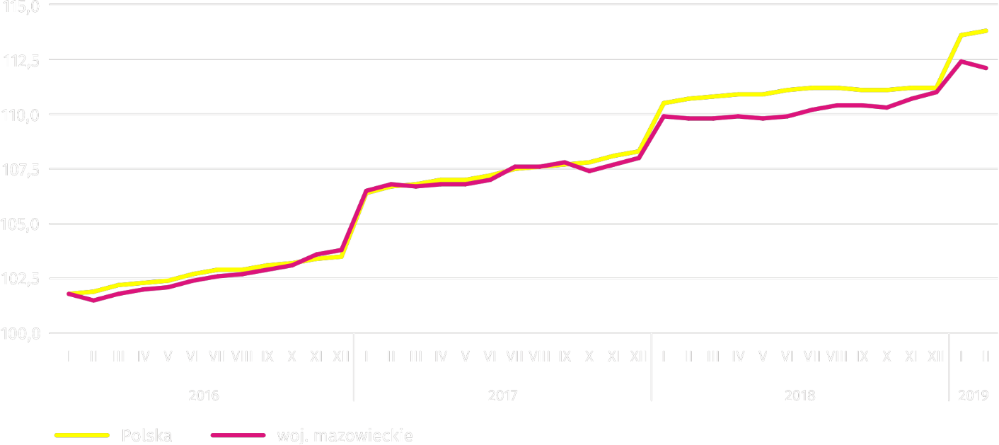 115,0
112,5
110,0
107,5
105,0
102,5
100,0
I II III IV V VI VII VIII IX X XI XII I II III IV V VI VII VIII IX X XI XII I II III IV V VI VII VIII IX X XI XII I II
2016 2017 2018 2019
Polska woj. mazowieckie